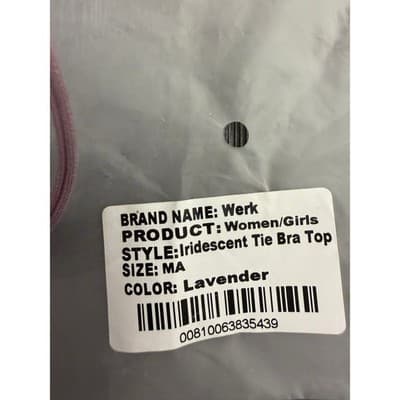 BRAND NAME: Werk
PRODUCT: Women/Girls
STYLE:Iridescent Tie Bra Top
SIZE: MA
COLOR: Lavender
00810063835439